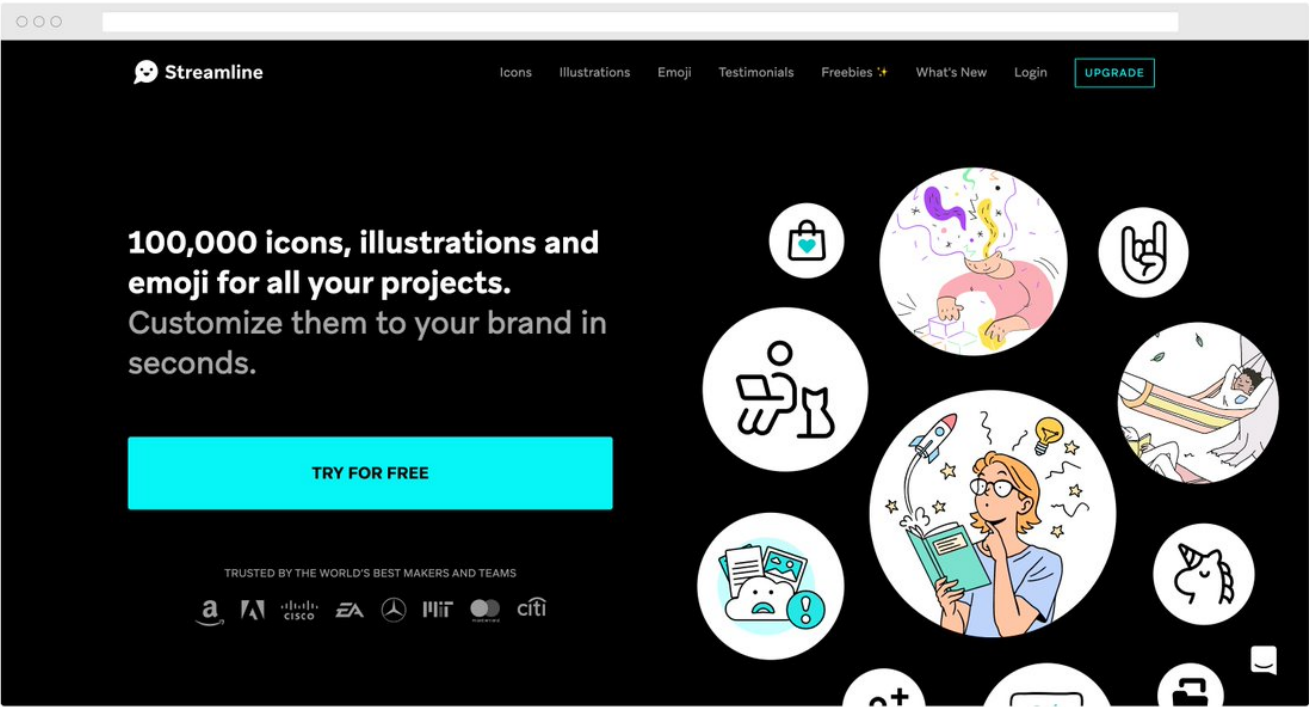 Streamline
Icons Illustrations Emoji Testimonials Freebies ✨ What's New Login UPGRADE
100,000 icons, illustrations and
emoji for all your projects.
Customize them to your brand in
seconds.
TRY FOR FREE
TRUSTED BY THE WORLD'S BEST MAKERS AND TEAMS
a
CISCO
EA
MIT
mastercard
citi